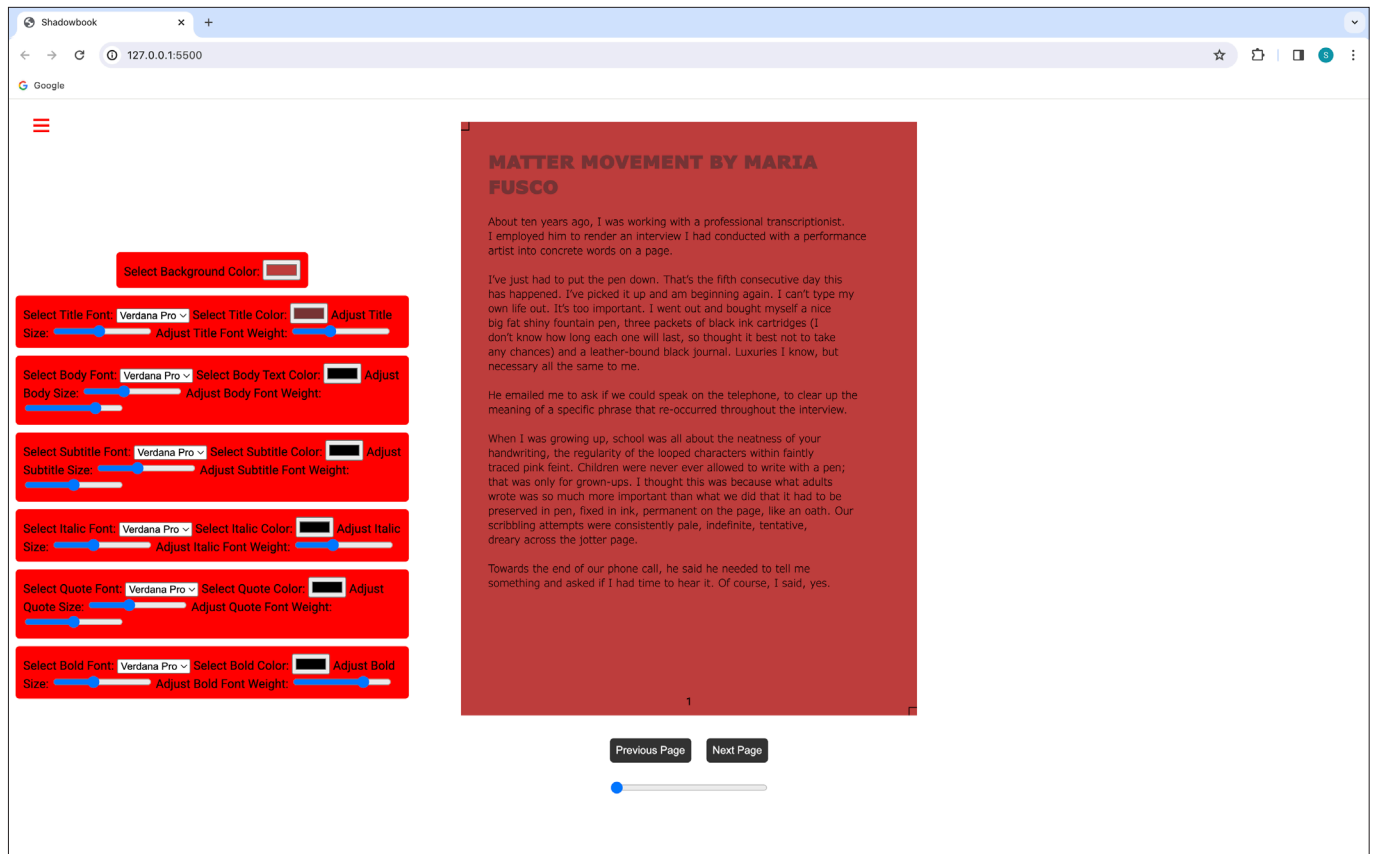 Shadowbook
127.0.0.1:5500
S
Google
Select Background Color:
Select Title Font: Verdana Pro Select Title Color: Adjust Title
Size: Adjust Title Font Weight:
Select Body Font: Verdana Pro Select Body Text Color: Adjust
Body Size: Adjust Body Font Weight:
Select Subtitle Font: Verdana Pro Select Subtitle Color: Adjust
Subtitle Size: Adjust Subtitle Font Weight:
Select Italic Font: Verdana Pro Select Italic Color: Adjust Italic
Size: Adjust Italic Font Weight:
Select Quote Font: Verdana Pro Select Quote Color: Adjust
Quote Size: Adjust Quote Font Weight:
Select Bold Font: Verdana Pro Select Bold Color: Adjust Bold
Size: Adjust Bold Font Weight:
MATTER MOVEMENT BY MARIA
FUSCO
About ten years ago, I was working with a professional transcriptionist.
I employed him to render an interview I had conducted with a performance
artist into concrete words on a page.
I've just had to put the pen down. That's the fifth consecutive day this
has happened. I've picked it up and am beginning again. I can't type my
own life out. It's too important. I went out and bought myself a nice
big fat shiny fountain pen, three packets of black ink cartridges (I
don't know how long each one will last, so thought it best not to take
any chances) and a leather-bound black journal. Luxuries I know, but
necessary all the same to me.
He emailed me to ask if we could speak on the telephone, to clear up the
meaning of a specific phrase that re-occurred throughout the interview.
When I was growing up, school was all about the neatness of your
handwriting, the regularity of the looped characters within faintly
traced pink feint. Children were never ever allowed to write with a pen;
that was only for grown-ups. I thought this was because what adults
wrote was so much more important than what we did that it had to be
preserved in pen, fixed in ink, permanent on the page, like an oath. Our
scribbling attempts were consistently pale, indefinite, tentative,
dreary across the jotter page.
Towards the end of our phone call, he said he needed to tell me
something and asked if I had time to hear it. Of course, I said, yes.
1
Previous Page Next Page